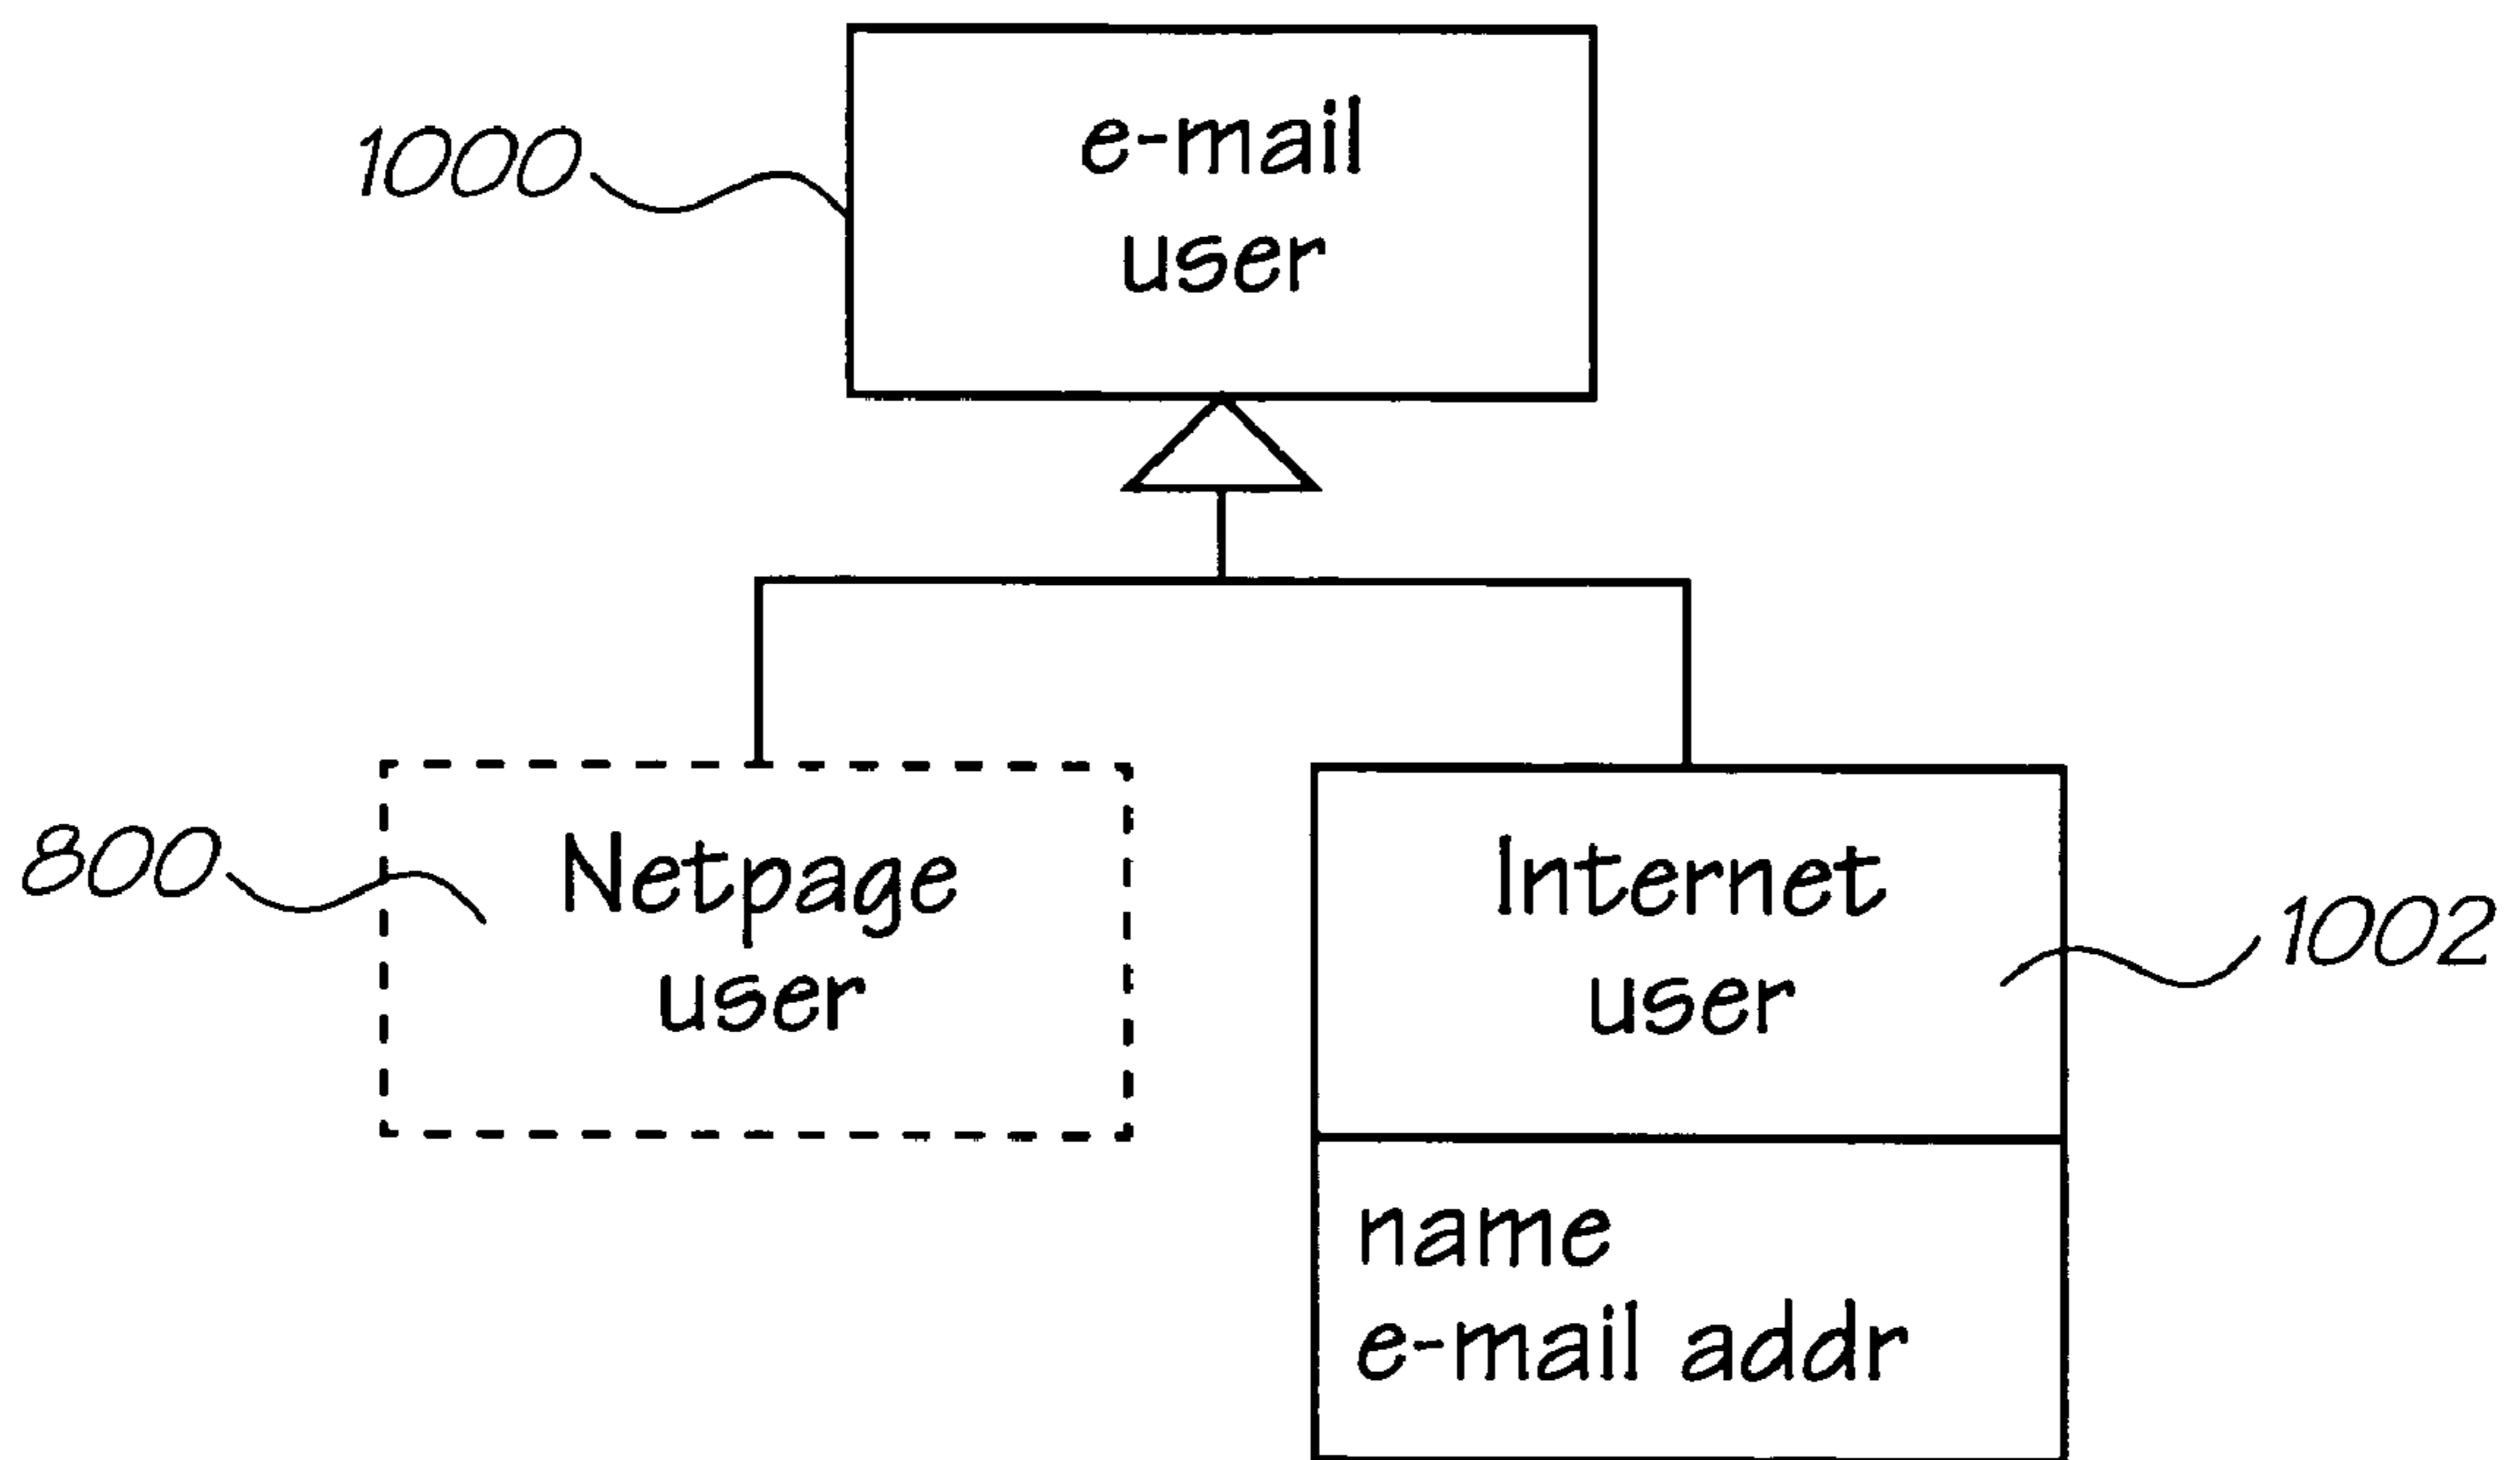 1000
e-mail
user
800
Netpage
user
Internet
user
1002
name
e-mail addr